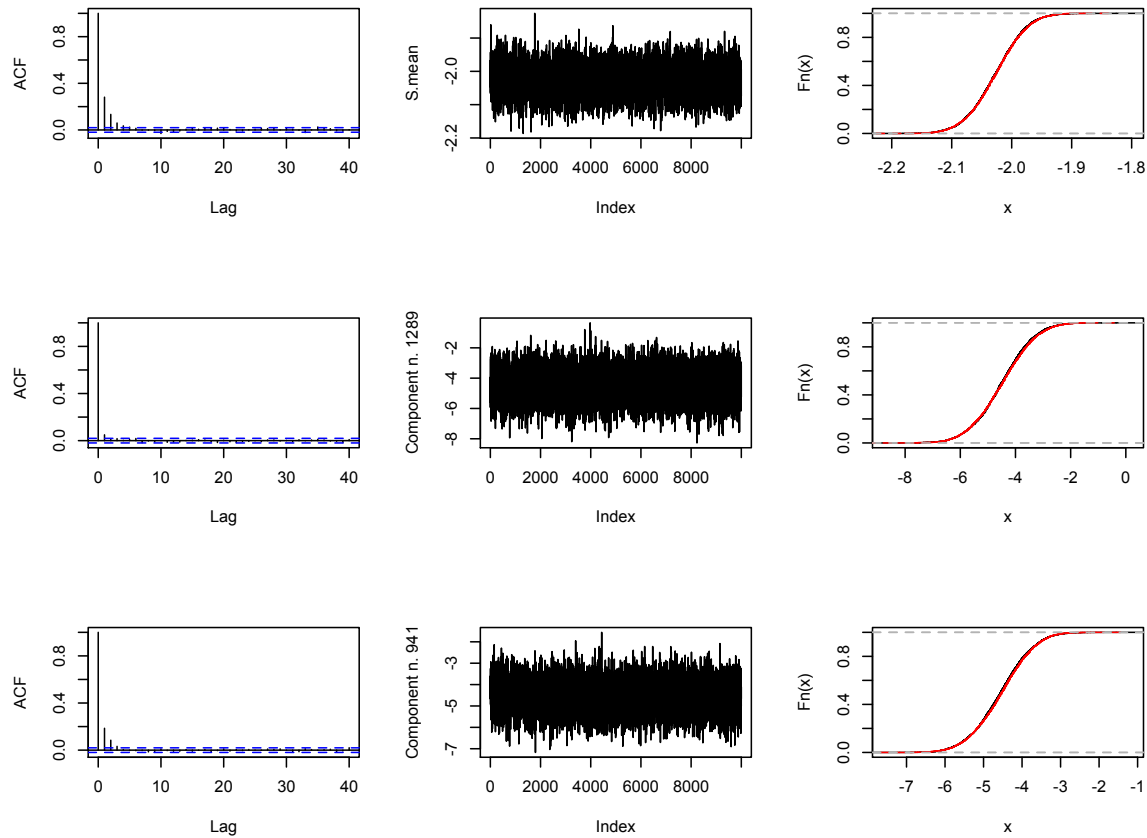 ACF
0.0 0.4 0.8
0 10 20 30 40
Lag
S.mean
-2.2 -2.0
0 2000 4000 6000 8000
Index
Fn(x)
0.0 0.4 0.8
-2.2 -2.1 -2.0 -1.9 -1.8
x
ACF
0.0 0.4 0.8
0 10 20 30 40
Lag
Component n. 1289
-8 -6 -4 -2
0 2000 4000 6000 8000
Index
Fn(x)
0.0 0.4 0.8
-8 -6 -4 -2 0
x
ACF
0.0 0.4 0.8
0 10 20 30 40
Lag
Component n. 941
-7 -5 -3
0 2000 4000 6000 8000
Index
Fn(x)
0.0 0.4 0.8
-7 -6 -5 -4 -3 -2 -1
x